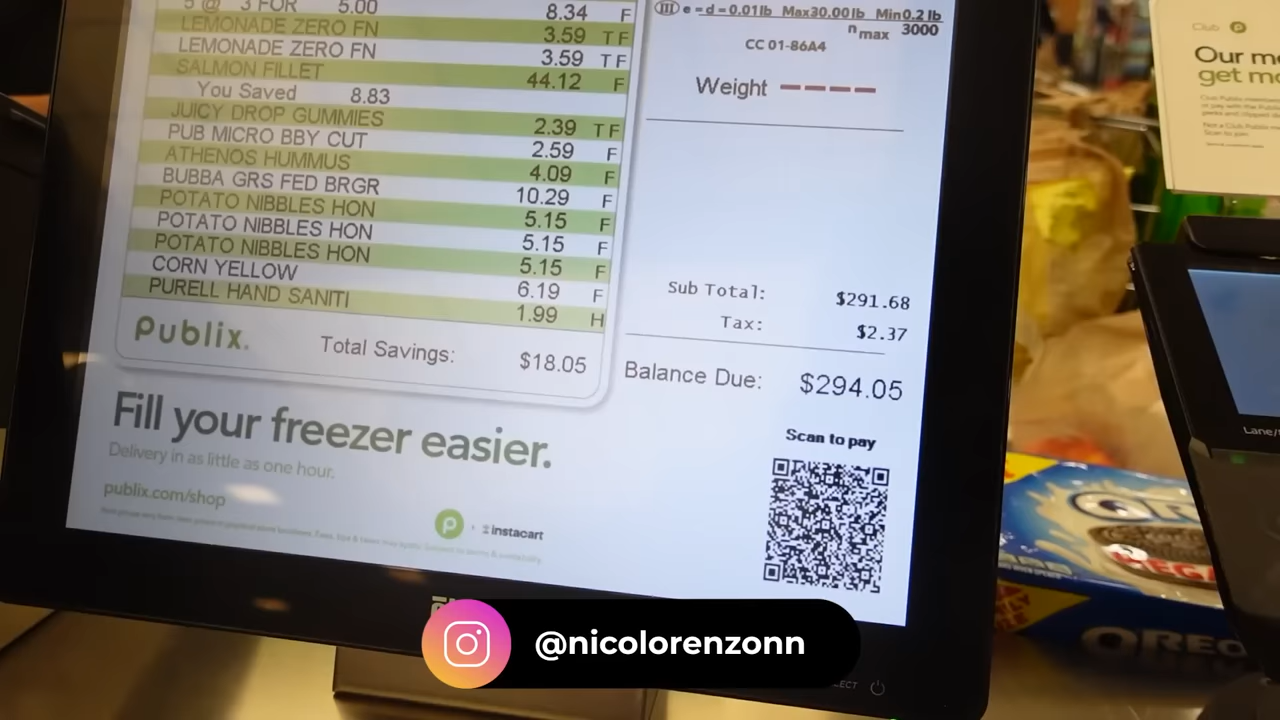 5 @ 3 FOR 5.00 8.34 F
LEMONADE ZERO FN 3.59 T F
LEMONADE ZERO FN 3.59 T F
SALMON FILLET 44.12 F
You Saved 8.83
JUICY DROP GUMMIES 2.39 T F
PUB MICRO BBY CUT 2.59 F
ATHENOS HUMMUS 4.09 F
BUBBA GRS FED BRGR 10.29 F
POTATO NIBBLES HON 5.15 F
POTATO NIBBLES HON 5.15 F
POTATO NIBBLES HON 5.15 F
CORN YELLOW 6.19 F
PURELL HAND SANITI 1.99 H
Publix.
Total Savings: $18.05
III e=d=0.01lb Max30.00lb Min0.2 lb
nmax 3000
CC 01-86A4
Weight ----
Sub Total: $291.68
Tax: $2.37
Balance Due: $294.05
Scan to pay
Fill your freezer easier.
Delivery in as little as one hour.
publix.com/shop
instacart
Club
Our m
get m
Lane/
OREO
MEGA
@nicolorenzonn